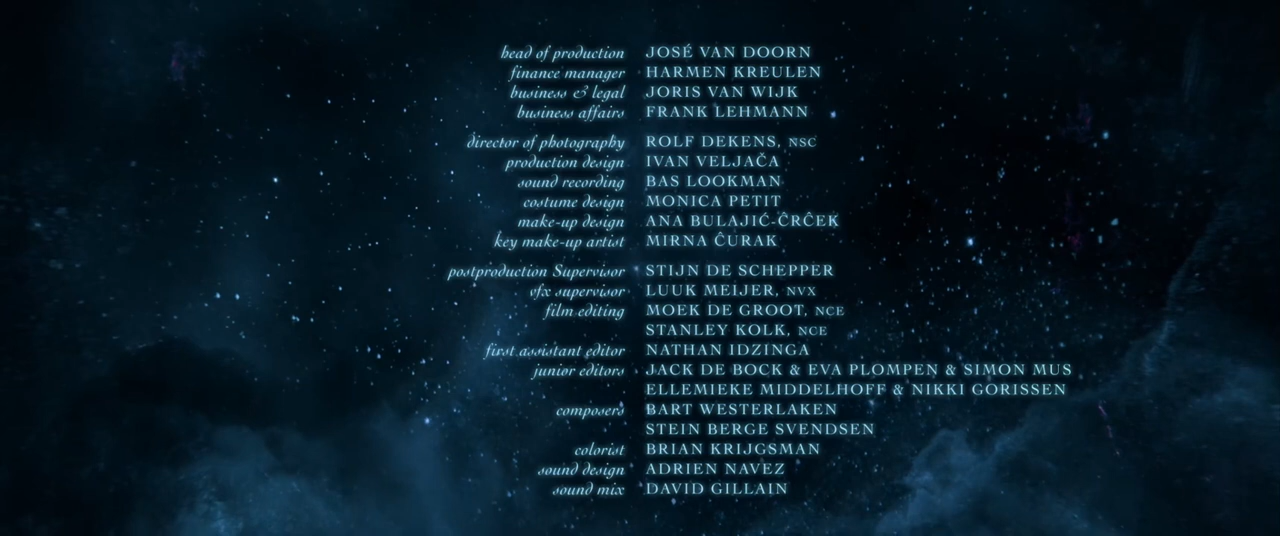 head of production JOSÉ VAN DOORN
finance manager HARMEN KREULEN
business & legal JORIS VAN WIJK
business affairs FRANK LEHMANN
director of photography ROLF DEKENS, NSC
production design IVAN VELJAČA
sound recording BAS LOOKMAN
costume design MONICA PETIT
make-up design ANA BULAJIĆ-ĈRĈEK
key make-up artist MIRNA ĈURAK
postproduction Supervisor STIJN DE SCHEPPER
vfx supervisor LUUK MEIJER, NVX
film editing MOEK DE GROOT, NCE
STANLEY KOLK, NCE
first assistant editor NATHAN IDZINGA
junior editors JACK DE BOCK & EVA PLOMPEN & SIMON MUS
ELLEMIEKE MIDDELHOFF & NIKKI GORISSEN
composers BART WESTERLAKEN
STEIN BERGE SVENDSEN
colorist BRIAN KRIJGSMAN
sound design ADRIEN NAVEZ
sound mix DAVID GILLAIN